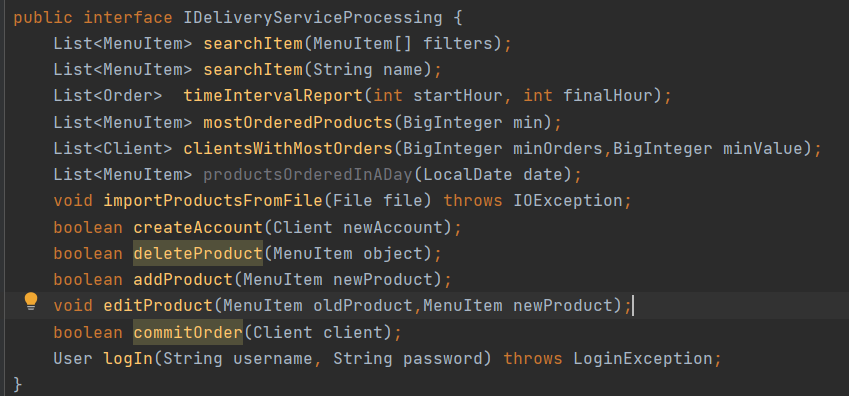 public interface IDeliveryServiceProcessing {
    List<MenuItem> searchItem(MenuItem[] filters);
    List<MenuItem> searchItem(String name);
    List<Order>  timeIntervalReport(int startHour, int finalHour);
    List<MenuItem> mostOrderedProducts(BigInteger min);
    List<Client> clientsWithMostOrders(BigInteger minOrders,BigInteger minValue);
    List<MenuItem> productsOrderedInADay(LocalDate date);
    void importProductsFromFile(File file) throws IOException;
    boolean createAccount(Client newAccount);
    boolean deleteProduct(MenuItem object);
    boolean addProduct(MenuItem newProduct);
    void editProduct(MenuItem oldProduct,MenuItem newProduct);
    boolean commitOrder(Client client);
    User logIn(String username, String password) throws LoginException;
}